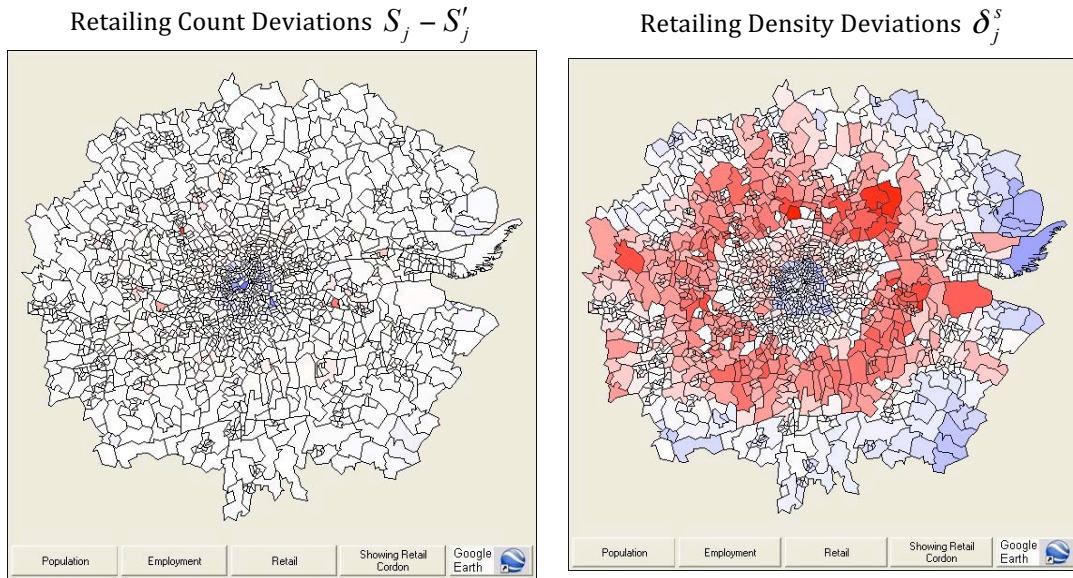 Retailing Count Deviations S_j − S′_j
Retailing Density Deviations δ_j^s
Population
Employment
Retail
Showing Retail
Cordon
Google
Earth
Population
Employment
Retail
Showing Retail
Cordon
Google
Earth